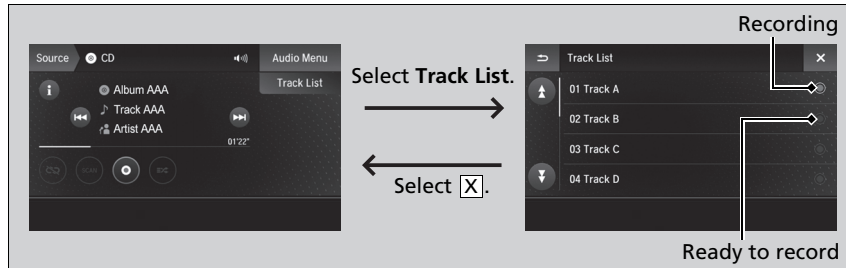 Recording
Source CD Audio Menu
Track List
Album AAA
Track AAA
Artist AAA
01'22"
SCAN
Select Track List.
Select X.
Track List X
01 Track A
02 Track B
03 Track C
04 Track D
Ready to record